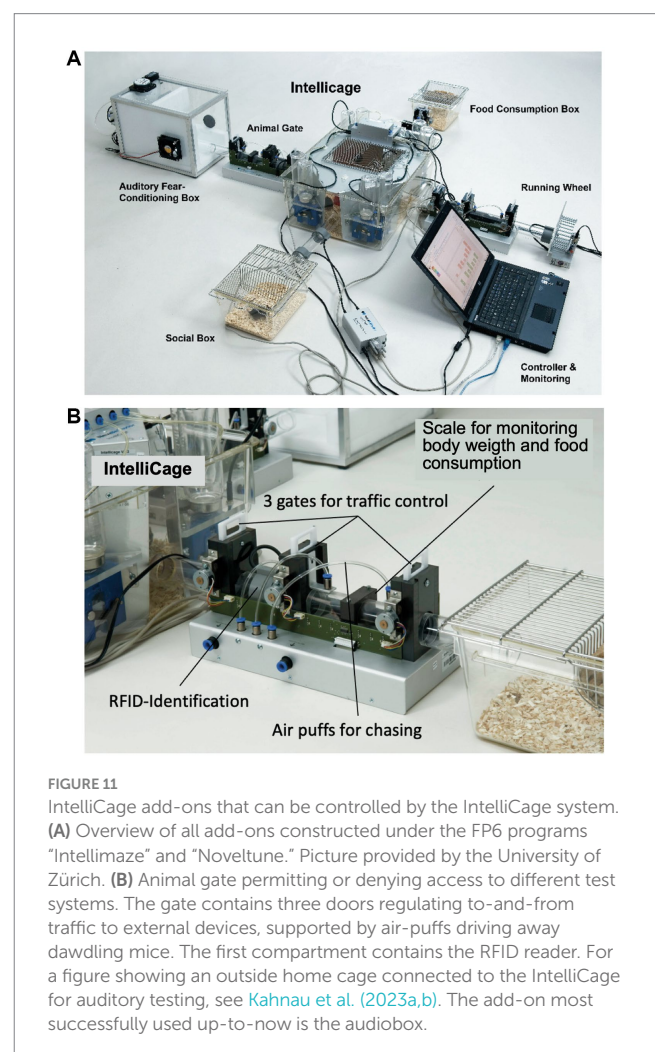 A
Intellicage
Food Consumption Box
Animal Gate
Auditory Fear-
Conditioning Box
Running Wheel
Social Box
Controller &
Monitoring
B
Scale for monitoring
body weigth and food
consumption
IntelliCage
3 gates for traffic control
RFID-Identification
Air puffs for chasing
FIGURE 11
IntelliCage add-ons that can be controlled by the IntelliCage system.
(A) Overview of all add-ons constructed under the FP6 programs
“Intellimaze” and “Noveltune.” Picture provided by the University of
Zürich. (B) Animal gate permitting or denying access to different test
systems. The gate contains three doors regulating to-and-from
traffic to external devices, supported by air-puffs driving away
dawdling mice. The first compartment contains the RFID reader. For
a figure showing an outside home cage connected to the IntelliCage
for auditory testing, see Kahnau et al. (2023a,b). The add-on most
successfully used up-to-now is the audiobox.